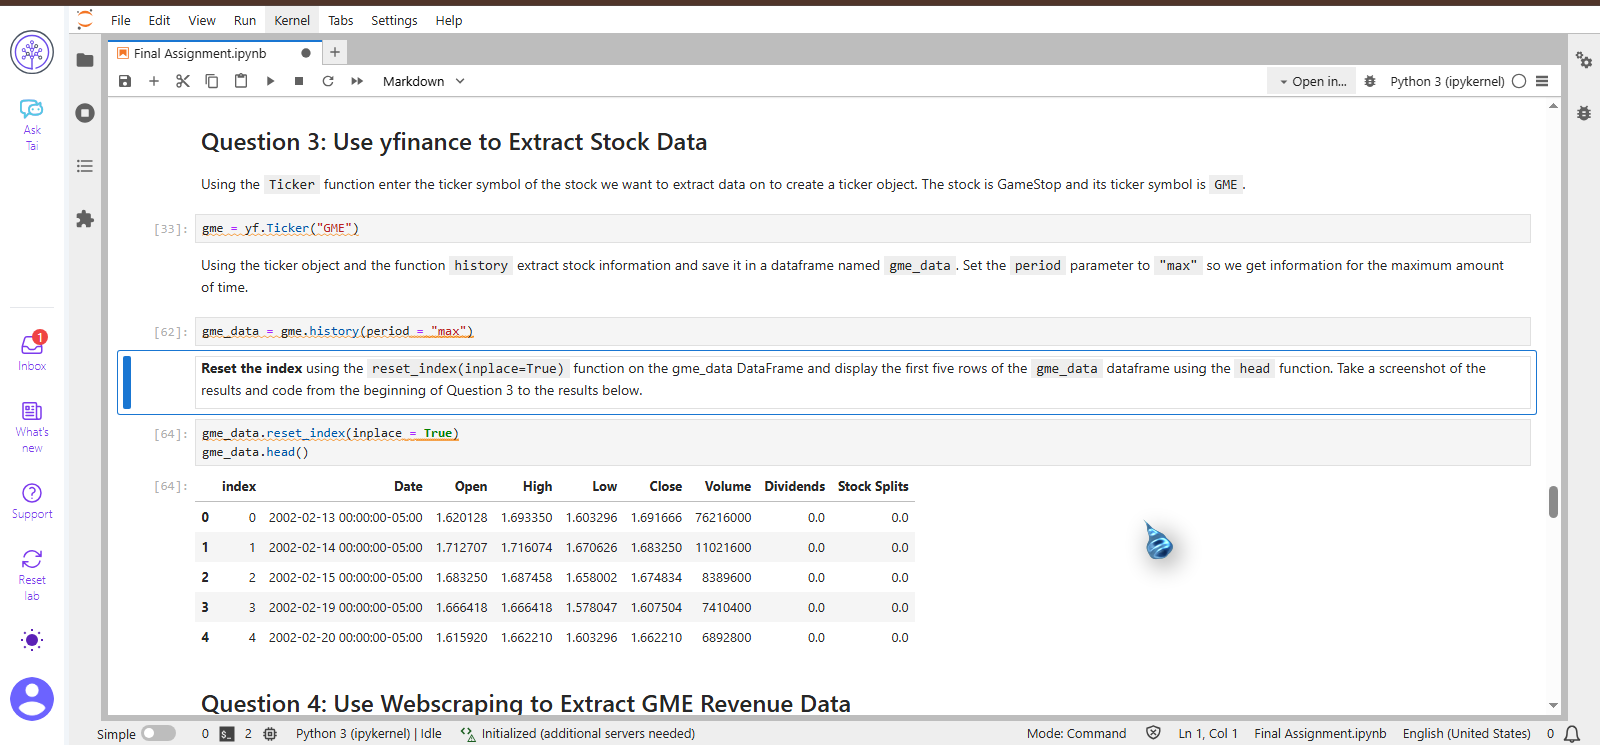 File Edit View Run Kernel Tabs Settings Help
Final Assignment.ipynb
Markdown
Open in...
Python 3 (ipykernel)
Ask
Tai
1
Inbox
What's
new
Support
Reset
lab
Question 3: Use yfinance to Extract Stock Data
Using the Ticker function enter the ticker symbol of the stock we want to extract data on to create a ticker object. The stock is GameStop and its ticker symbol is GME .
[33]: gme = yf.Ticker("GME")
Using the ticker object and the function history extract stock information and save it in a dataframe named gme_data . Set the period parameter to "max" so we get information for the maximum amount
of time.
[62]: gme_data = gme.history(period = "max")
Reset the index using the reset_index(inplace=True) function on the gme_data DataFrame and display the first five rows of the gme_data dataframe using the head function. Take a screenshot of the
results and code from the beginning of Question 3 to the results below.
[64]: gme_data.reset_index(inplace = True)
gme_data.head()
[64]: index Date Open High Low Close Volume Dividends Stock Splits
0 0 2002-02-13 00:00:00-05:00 1.620128 1.693350 1.603296 1.691666 76216000 0.0 0.0
1 1 2002-02-14 00:00:00-05:00 1.712707 1.716074 1.670626 1.683250 11021600 0.0 0.0
2 2 2002-02-15 00:00:00-05:00 1.683250 1.687458 1.658002 1.674834 8389600 0.0 0.0
3 3 2002-02-19 00:00:00-05:00 1.666418 1.666418 1.578047 1.607504 7410400 0.0 0.0
4 4 2002-02-20 00:00:00-05:00 1.615920 1.662210 1.603296 1.662210 6892800 0.0 0.0
Question 4: Use Webscraping to Extract GME Revenue Data
Simple 0 $_ 2 Python 3 (ipykernel) | Idle Initialized (additional servers needed) Mode: Command Ln 1, Col 1 Final Assignment.ipynb English (United States) 0